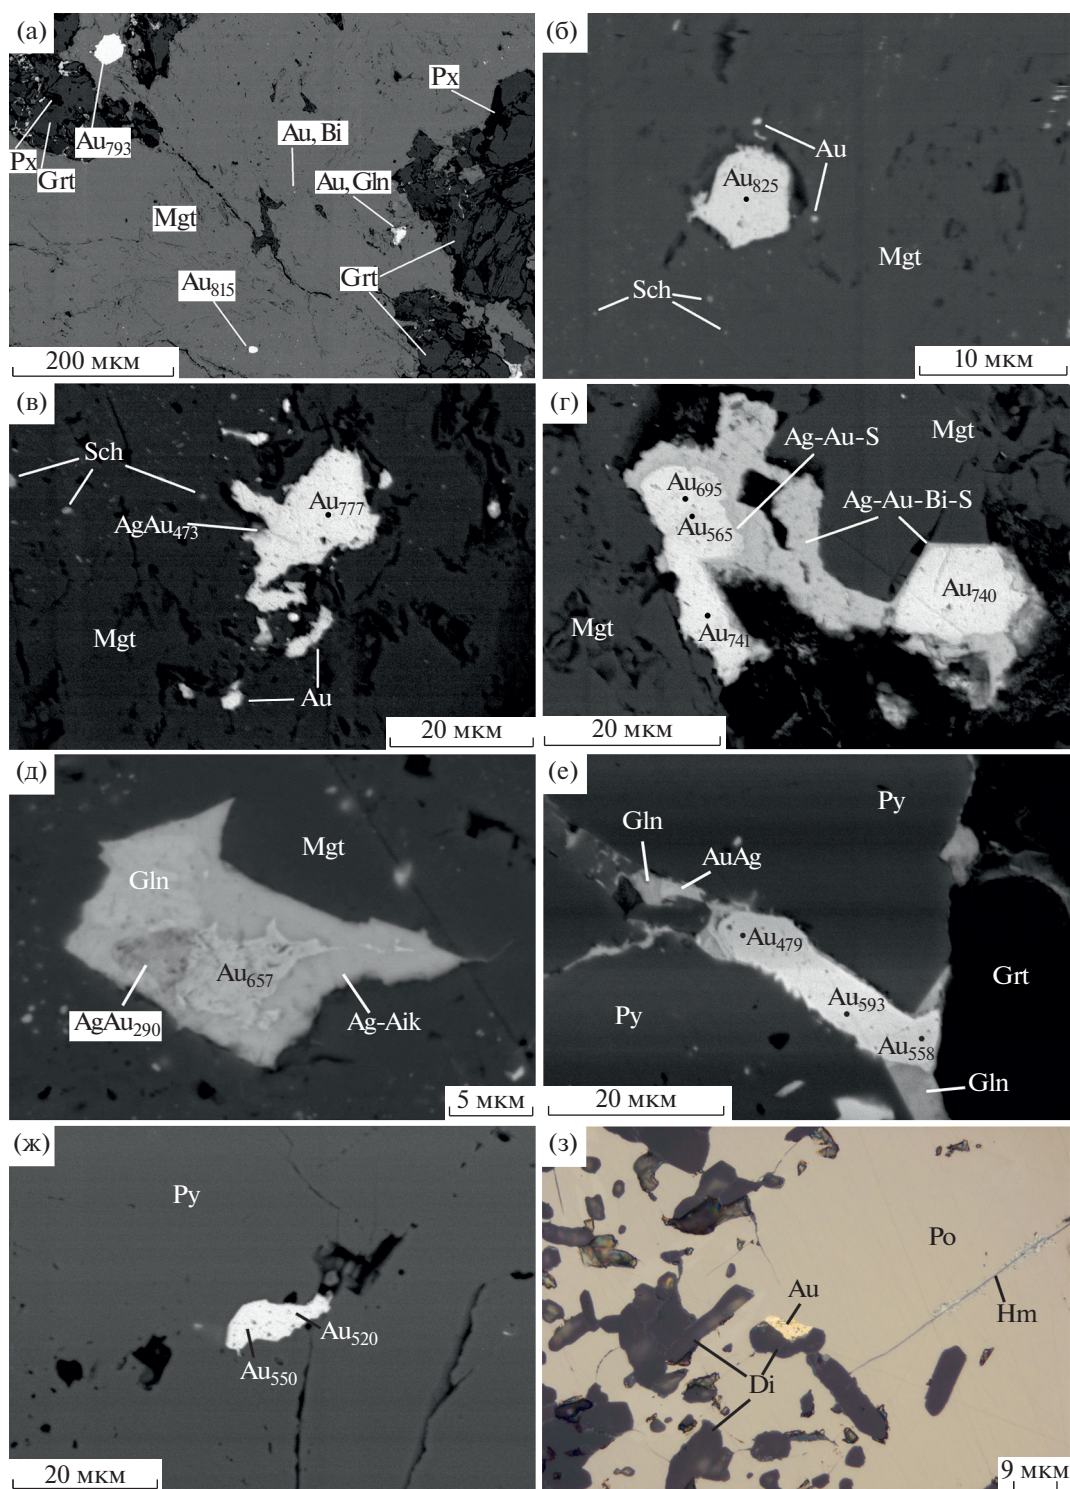 (а)
Px
Au, Bi
Au793
Px
Grt
Au, Gln
Mgt
Au815
Grt
200 мкм
(б)
Au
Au825
Mgt
Sch
10 мкм
(в)
Sch
Au777
AgAu473
Mgt
Au
20 мкм
(г)
Mgt
Ag-Au-S
Au695
Ag-Au-Bi-S
Au565
Au740
Mgt
Au741
20 мкм
(д)
Mgt
Gln
Au657
AgAu290
Ag-Aik
5 мкм
(е)
Py
Gln
AuAg
Au479
Grt
Au593
Py
Au558
Gln
20 мкм
(ж)
Py
Au520
Au550
20 мкм
(з)
Po
Au
Hm
Di
9 мкм